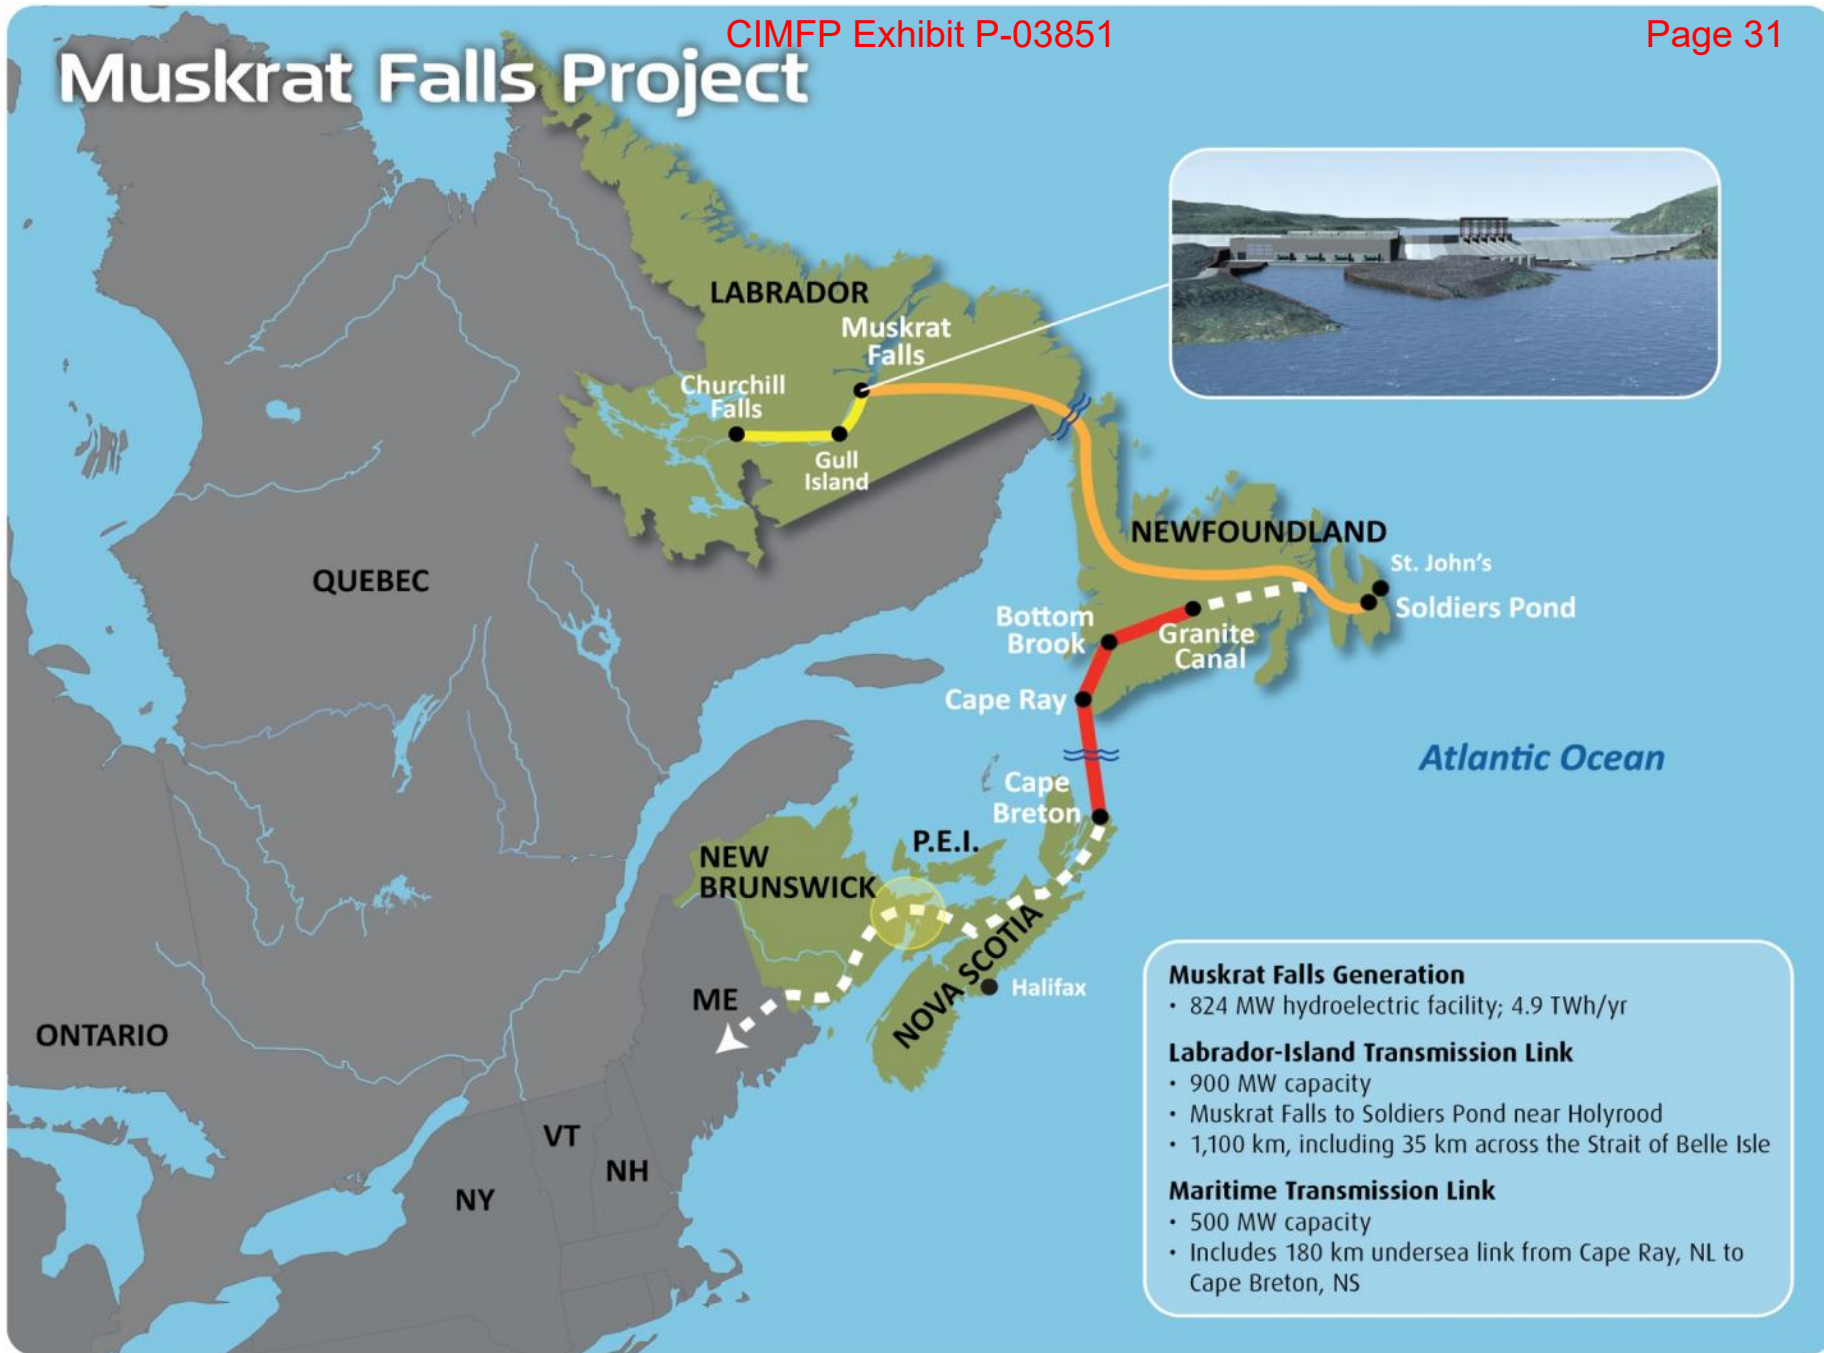 CIMFP Exhibit P-03851
Page 31
Muskrat Falls Project
LABRADOR
Muskrat
Falls
Churchill
Falls
Gull
Island
NEWFOUNDLAND
St. John's
Soldiers Pond
QUEBEC
Bottom
Brook
Granite
Canal
Cape Ray
Atlantic Ocean
Cape
Breton
P.E.I.
NEW
BRUNSWICK
NOVA SCOTIA
Halifax
ME
ONTARIO
VT
NH
NY
Muskrat Falls Generation
• 824 MW hydroelectric facility; 4.9 TWh/yr
Labrador-Island Transmission Link
• 900 MW capacity
• Muskrat Falls to Soldiers Pond near Holyrood
• 1,100 km, including 35 km across the Strait of Belle Isle
Maritime Transmission Link
• 500 MW capacity
• Includes 180 km undersea link from Cape Ray, NL to
Cape Breton, NS